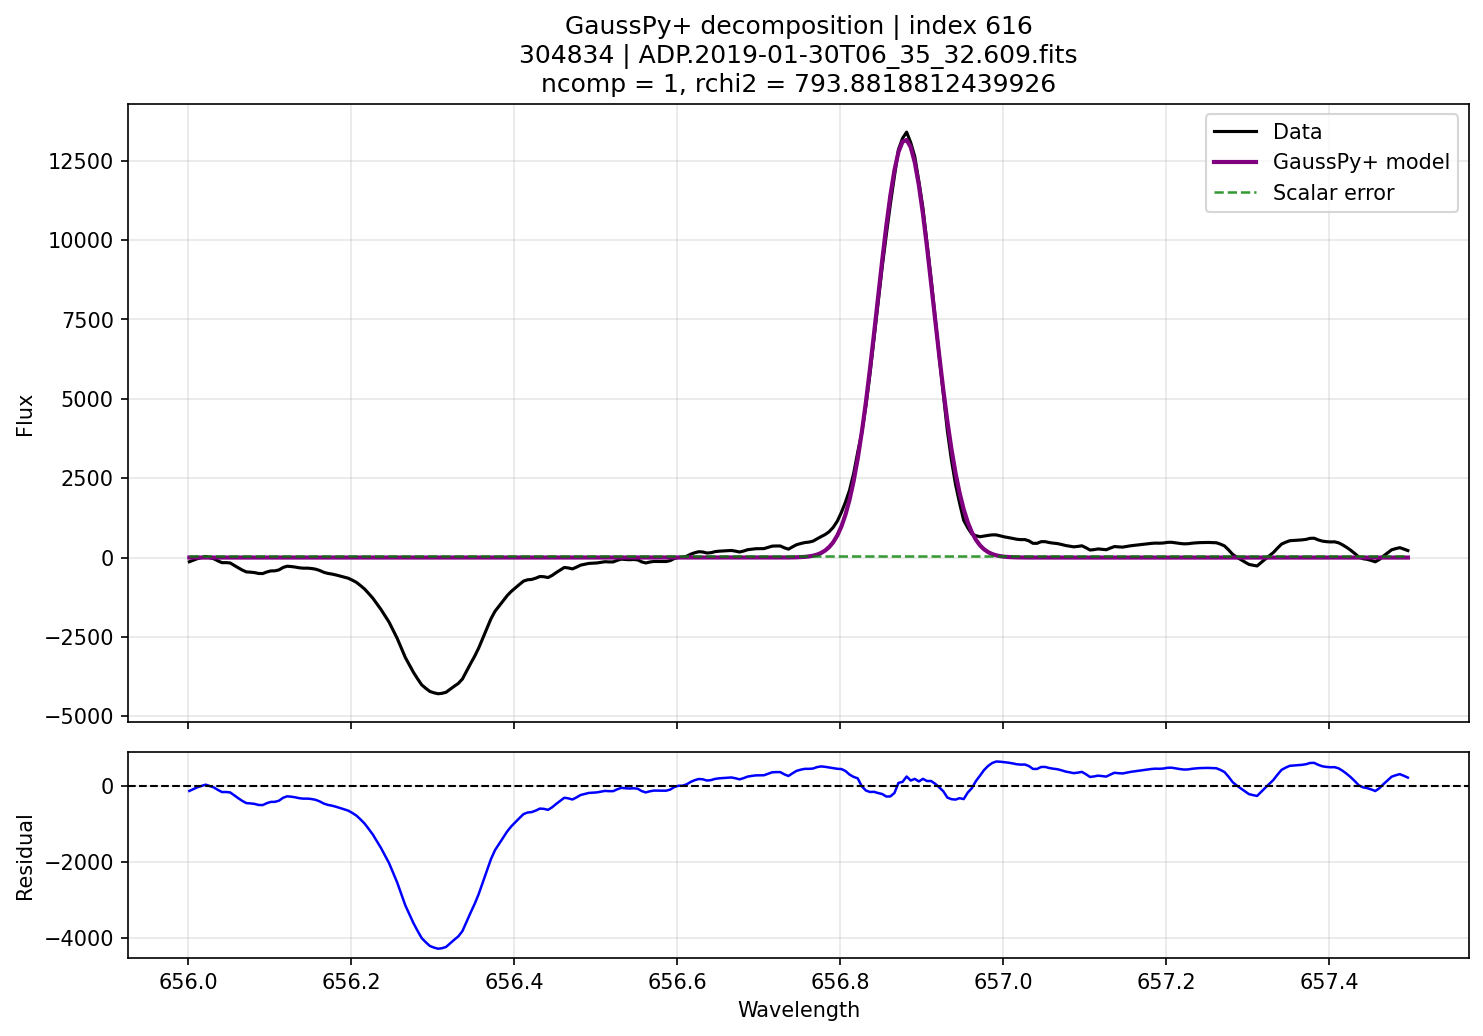 GaussPy+ decomposition | index 616
304834 | ADP.2019-01-30T06_35_32.609.fits
ncomp = 1, rchi2 = 793.8818812439926
Data
GaussPy+ model
Scalar error
12500
10000
7500
5000
2500
0
−2500
−5000
Flux
0
−2000
−4000
Residual
656.0 656.2 656.4 656.6 656.8 657.0 657.2 657.4
Wavelength